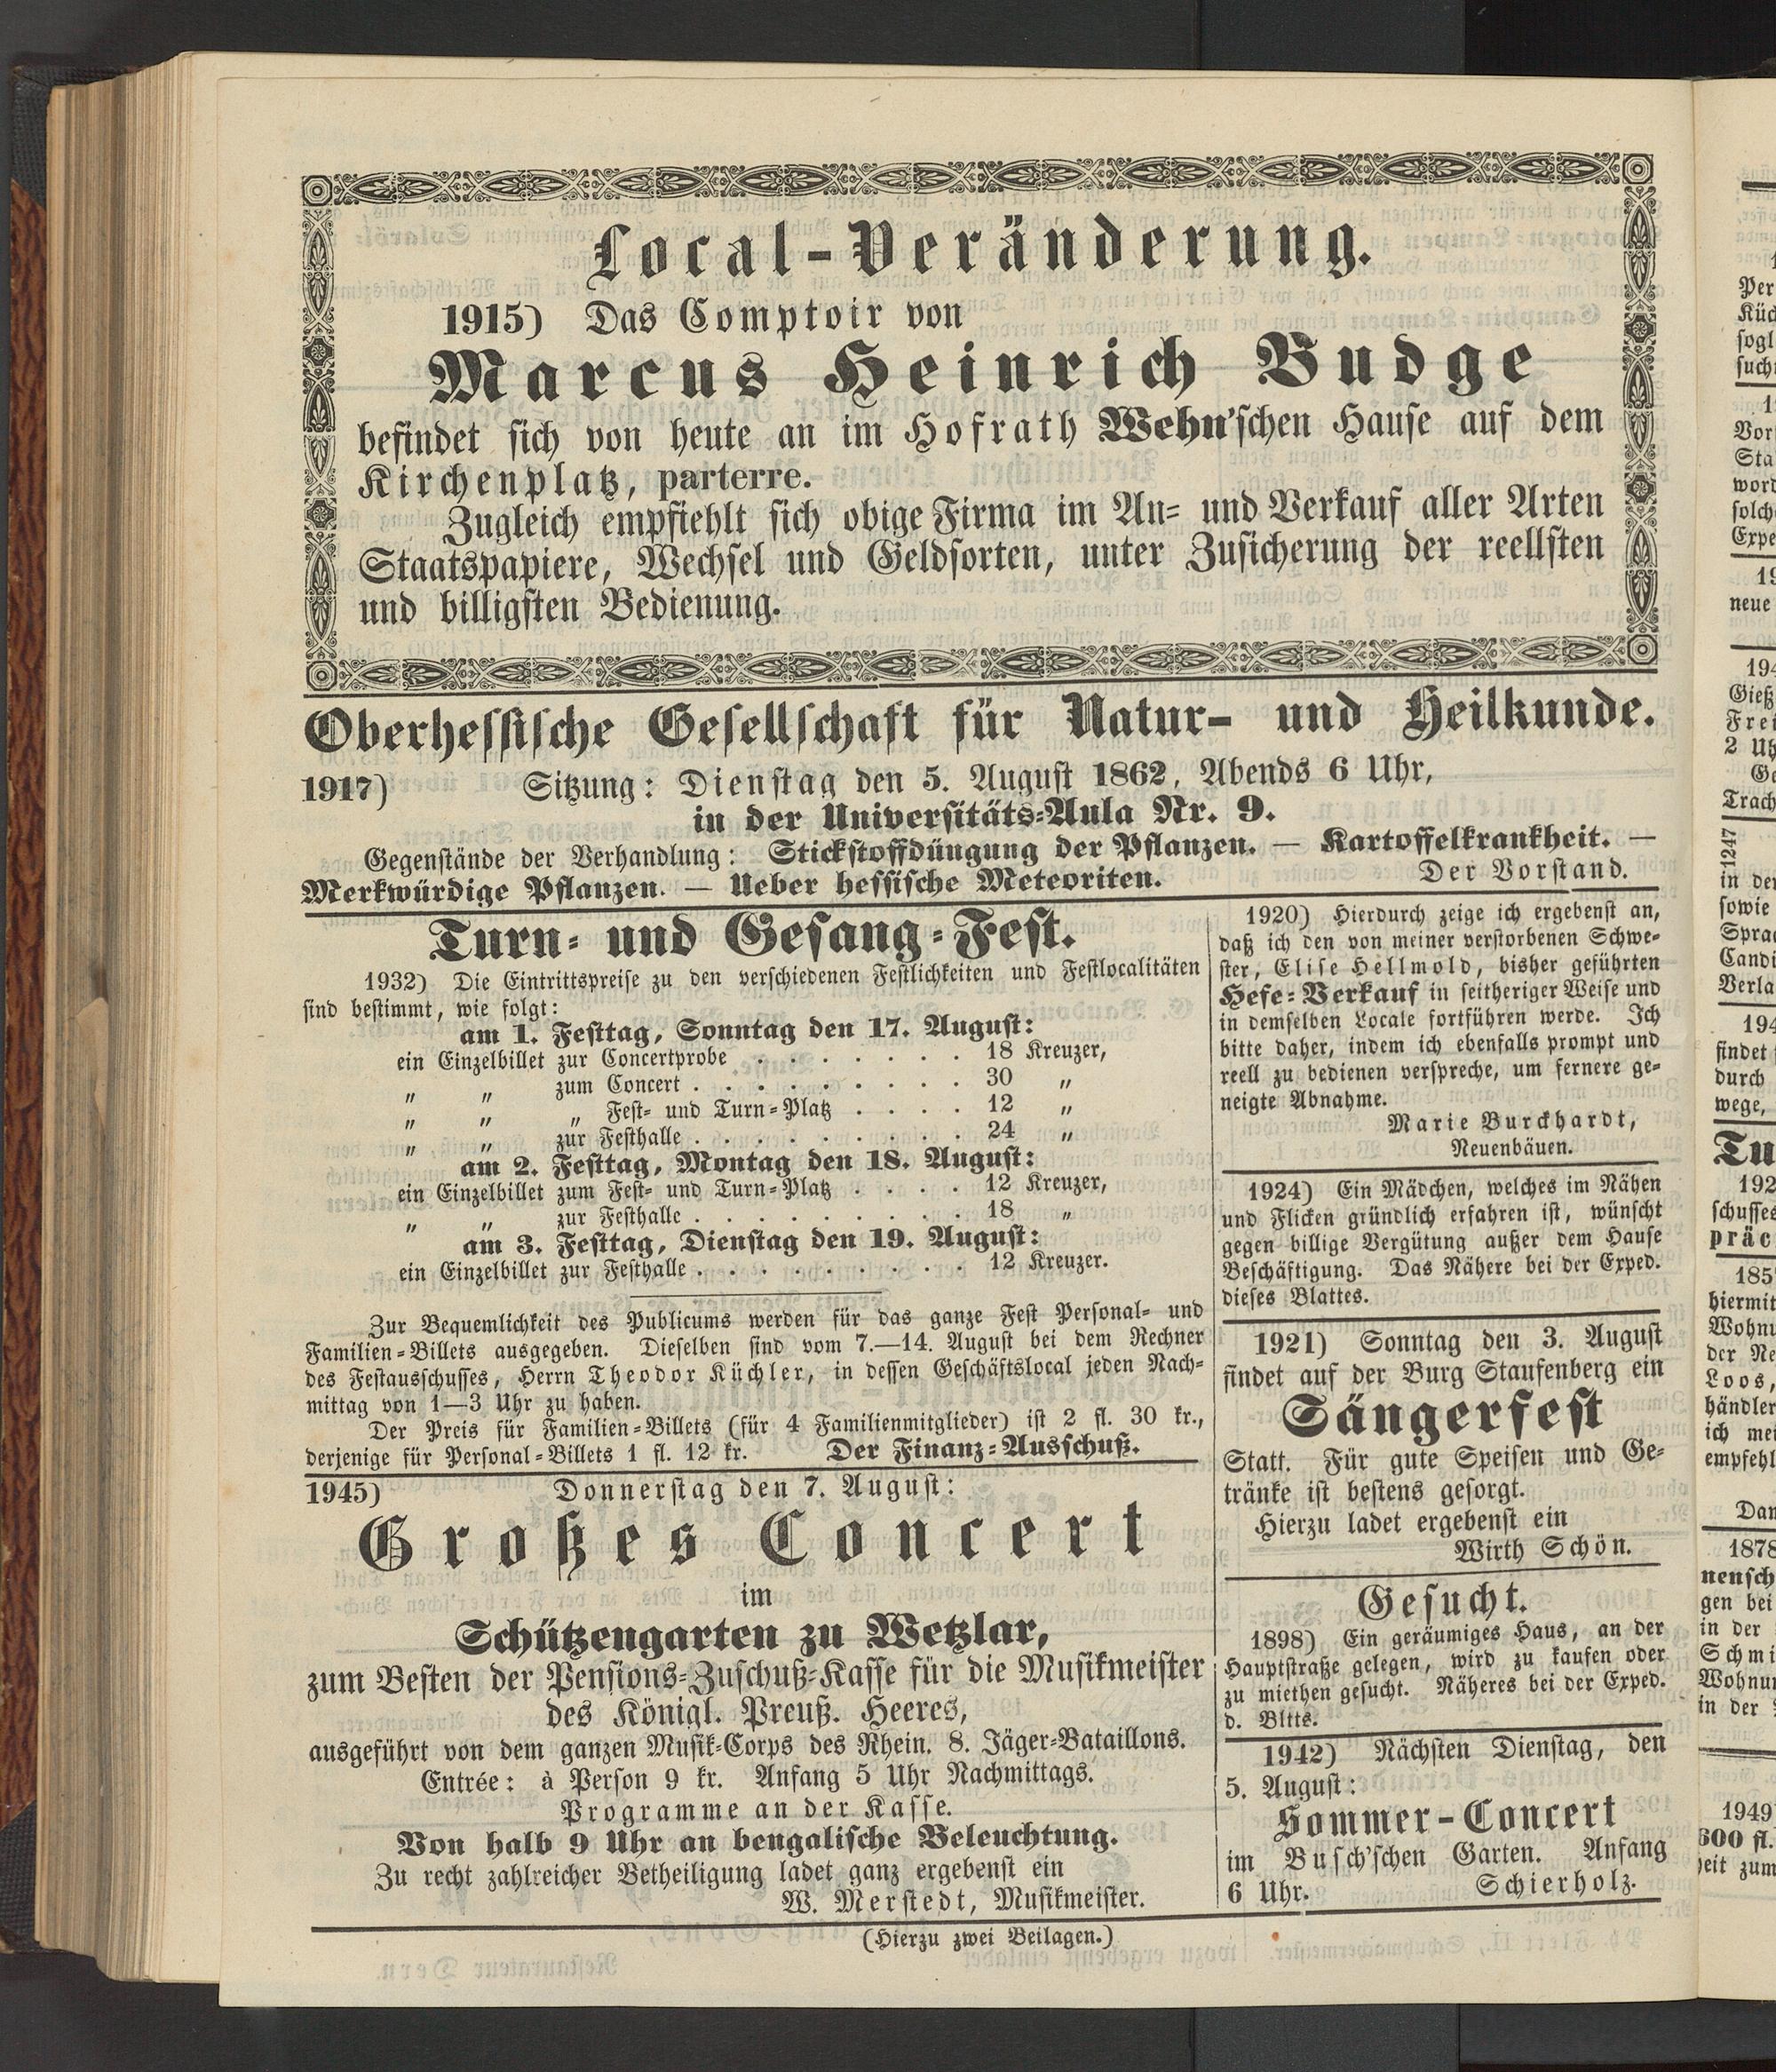 Local-Veränderung.
1915) Das Comptoir von
Marcus Heinrich Budge
befindet sich von heute an im Hofrath Wehn'schen Hause auf dem
Kirchenplatz, parterre.
Zugleich empfiehlt sich obige Firma im An- und Verkauf aller Arten
Staatspapiere, Wechsel und Geldsorten, unter Zusicherung der reellsten
und billigsten Bedienung.
Oberhessische Gesellschaft für Natur- und Heilkunde.
1917) Sitzung: Dienstag den 5. August 1862, Abends 6 Uhr,
in der Universitäts-Aula Nr. 9.
Gegenstände der Verhandlung: Stickstoffdüngung der Pflanzen. — Kartoffelkrankheit. —
Merkwürdige Pflanzen. — Ueber hessische Meteoriten. Der Vorstand.
Turn- und Gesang-Fest.
1932) Die Eintrittspreise zu den verschiedenen Festlichkeiten und Festlocalitäten
sind bestimmt, wie folgt:
am 1. Festtag, Sonntag den 17. August:
ein Einzelbillet zur Concertprobe . . . . . . . 18 Kreuzer,
„ „ zum Concert . . . . . . . . . 30 „
„ „ „ Fest- und Turn-Platz . . . . 12 „
„ „ zur Festhalle . . . . . . . . . 24 „
am 2. Festtag, Montag den 18. August:
ein Einzelbillet zum Fest- und Turn-Platz . . . . 12 Kreuzer,
„ „ zur Festhalle . . . . . . . . . 18 „
am 3. Festtag, Dienstag den 19. August:
ein Einzelbillet zur Festhalle . . . . . . . . . 12 Kreuzer.
Zur Bequemlichkeit des Publicums werden für das ganze Fest Personal- und
Familien-Billets ausgegeben. Dieselben sind vom 7.—14. August bei dem Rechner
des Festausschusses, Herrn Theodor Küchler, in dessen Geschäftslocal jeden Nach-
mittag von 1—3 Uhr zu haben.
Der Preis für Familien-Billets (für 4 Familienmitglieder) ist 2 fl. 30 kr.,
derjenige für Personal-Billets 1 fl. 12 kr. Der Finanz-Ausschuß.
1945) Donnerstag den 7. August:
Großes Concert
im
Schützengarten zu Wetzlar,
zum Besten der Pensions-Zuschuß-Kasse für die Musikmeister
des Königl. Preuß. Heeres,
ausgeführt von dem ganzen Musik-Corps des Rhein. 8. Jäger-Bataillons.
Entrée: à Person 9 kr. Anfang 5 Uhr Nachmittags.
Programme an der Kasse.
Von halb 9 Uhr an bengalische Beleuchtung.
Zu recht zahlreicher Betheiligung ladet ganz ergebenst ein
W. Merstedt, Musikmeister.
1920) Hierdurch zeige ich ergebenst an,
daß ich den von meiner verstorbenen Schwe-
ster, Elise Hellmold, bisher geführten
Hefe-Verkauf in seitheriger Weise und
in demselben Locale fortführen werde. Ich
bitte daher, indem ich ebenfalls prompt und
reell zu bedienen verspreche, um fernere ge-
neigte Abnahme.
Marie Burckhardt,
Neuenbäuen.
1924) Ein Mädchen, welches im Nähen
und Flicken gründlich erfahren ist, wünscht
gegen billige Vergütung außer dem Hause
Beschäftigung. Das Nähere bei der Exped.
dieses Blattes.
1921) Sonntag den 3. August
findet auf der Burg Staufenberg ein
Sängerfest
Statt. Für gute Speisen und Ge-
tränke ist bestens gesorgt.
Hierzu ladet ergebenst ein
Wirth Schön.
Gesucht.
1898) Ein geräumiges Haus, an der
Hauptstraße gelegen, wird zu kaufen oder
zu miethen gesucht. Näheres bei der Exped.
d. Bltts.
1942) Nächsten Dienstag, den
5. August:
Sommer-Concert
im Busch'schen Garten. Anfang
6 Uhr. Schierholz.
(Hierzu zwei Beilagen.)